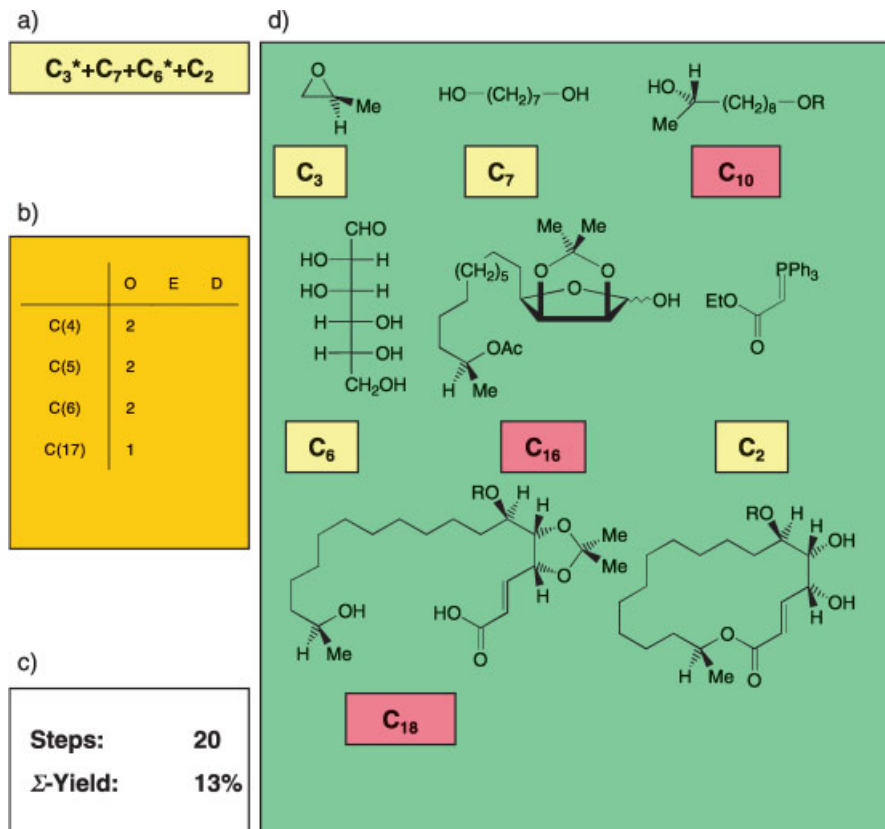 a)
C₃*+C₇+C₆*+C₂
b)
O E D
C(4) 2
C(5) 2
C(6) 2
C(17) 1
c)
Steps: 20
Σ-Yield: 13%
d)
O
Me
H
C₃
HO—(CH₂)₇—OH
C₇
H
HO
(CH₂)₈—OR
Me
C₁₀
CHO
HO H
HO H
H OH
H OH
CH₂OH
C₆
Me Me
(CH₂)₅
O O
O
OH
OAc
H Me
C₁₆
PPh₃
EtO
O
C₂
RO H
H
O Me
O Me
H
OH
HO
H Me
O
C₁₈
RO H
H
OH
OH
H
O
H Me O